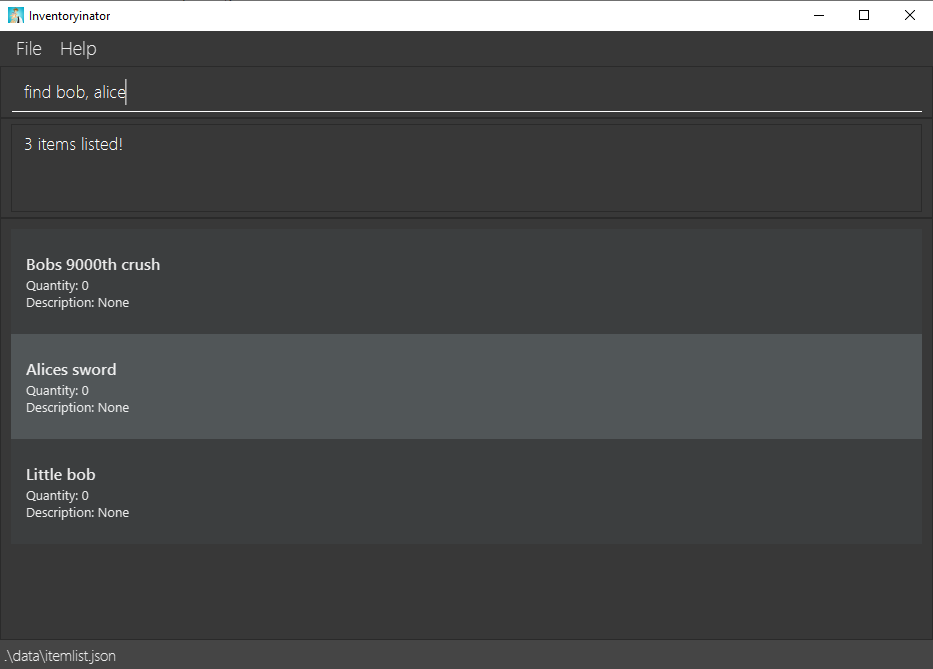 Inventoryinator
File Help
find bob, alice
3 items listed!
Bobs 9000th crush
Quantity: 0
Description: None
Alices sword
Quantity: 0
Description: None
Little bob
Quantity: 0
Description: None
.\data\itemlist.json